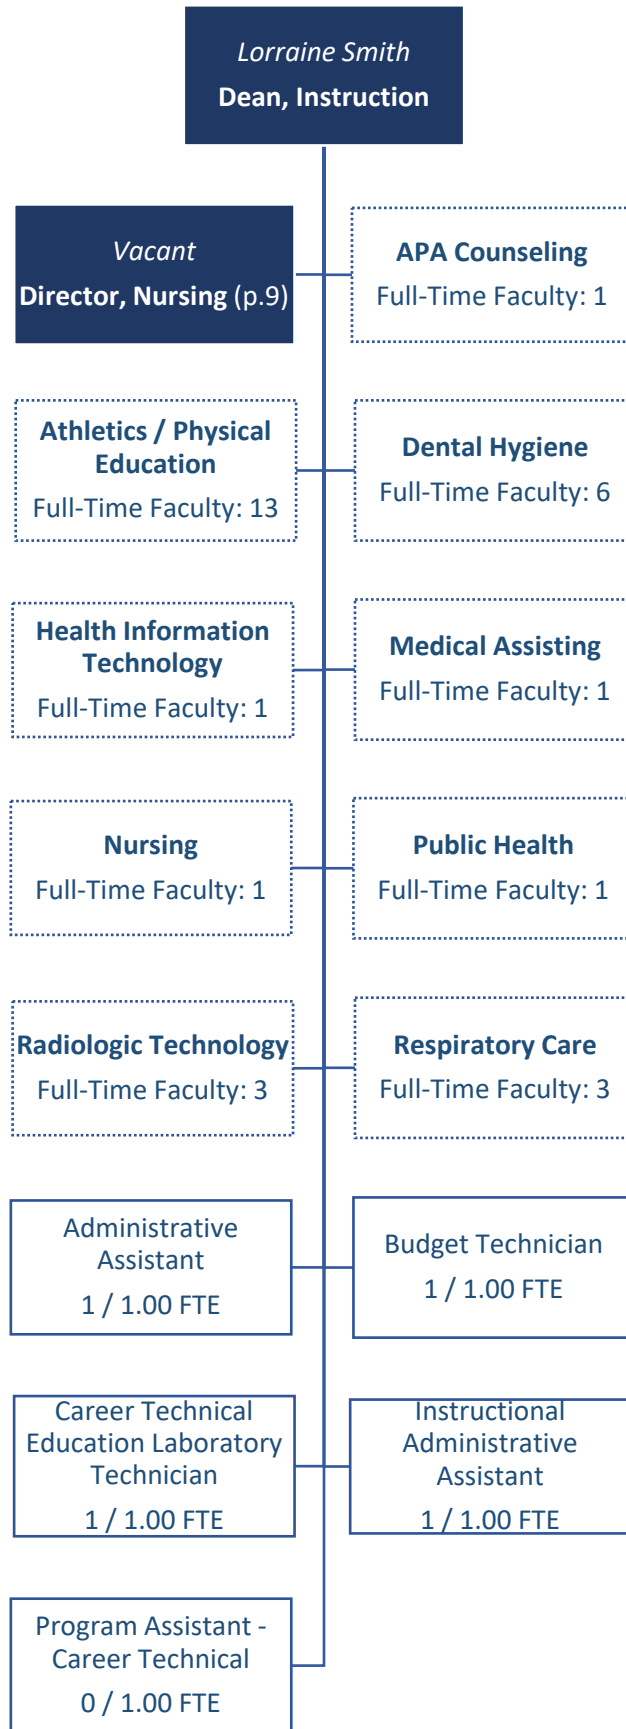 Lorraine Smith
Dean, Instruction
Vacant
Director, Nursing (p.9)
APA Counseling
Full-Time Faculty: 1
Athletics / Physical
Education
Full-Time Faculty: 13
Dental Hygiene
Full-Time Faculty: 6
Health Information
Technology
Full-Time Faculty: 1
Medical Assisting
Full-Time Faculty: 1
Nursing
Full-Time Faculty: 1
Public Health
Full-Time Faculty: 1
Radiologic Technology
Full-Time Faculty: 3
Respiratory Care
Full-Time Faculty: 3
Administrative
Assistant
1 / 1.00 FTE
Budget Technician
1 / 1.00 FTE
Career Technical
Education Laboratory
Technician
1 / 1.00 FTE
Instructional
Administrative
Assistant
1 / 1.00 FTE
Program Assistant -
Career Technical
0 / 1.00 FTE